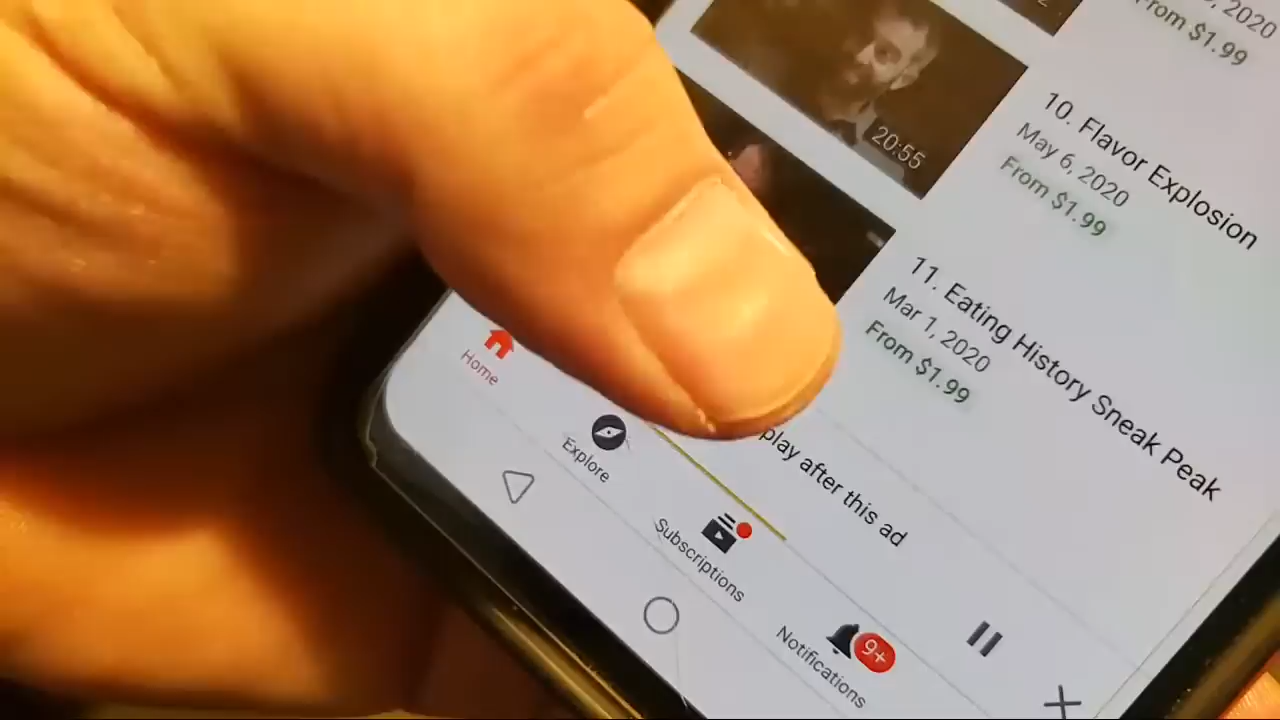 2020
From $1.99
20:55
10. Flavor Explosion
May 6, 2020
From $1.99
11. Eating History Sneak Peak
Mar 1, 2020
From $1.99
play after this ad
Home
Explore
Subscriptions
Notifications
9+